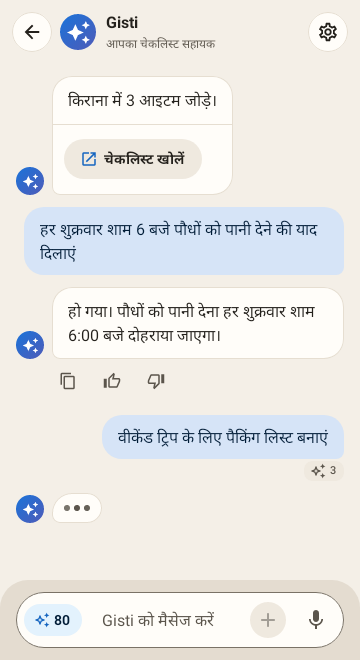 Gisti
आपका चेकलिस्ट सहायक
किराना में 3 आइटम जोड़े।
चेकलिस्ट खोलें
हर शुक्रवार शाम 6 बजे पौधों को पानी देने की याद
दिलाएं
हो गया। पौधों को पानी देना हर शुक्रवार शाम
6:00 बजे दोहराया जाएगा।
वीकेंड ट्रिप के लिए पैकिंग लिस्ट बनाएं
3
80
Gisti को मैसेज करें